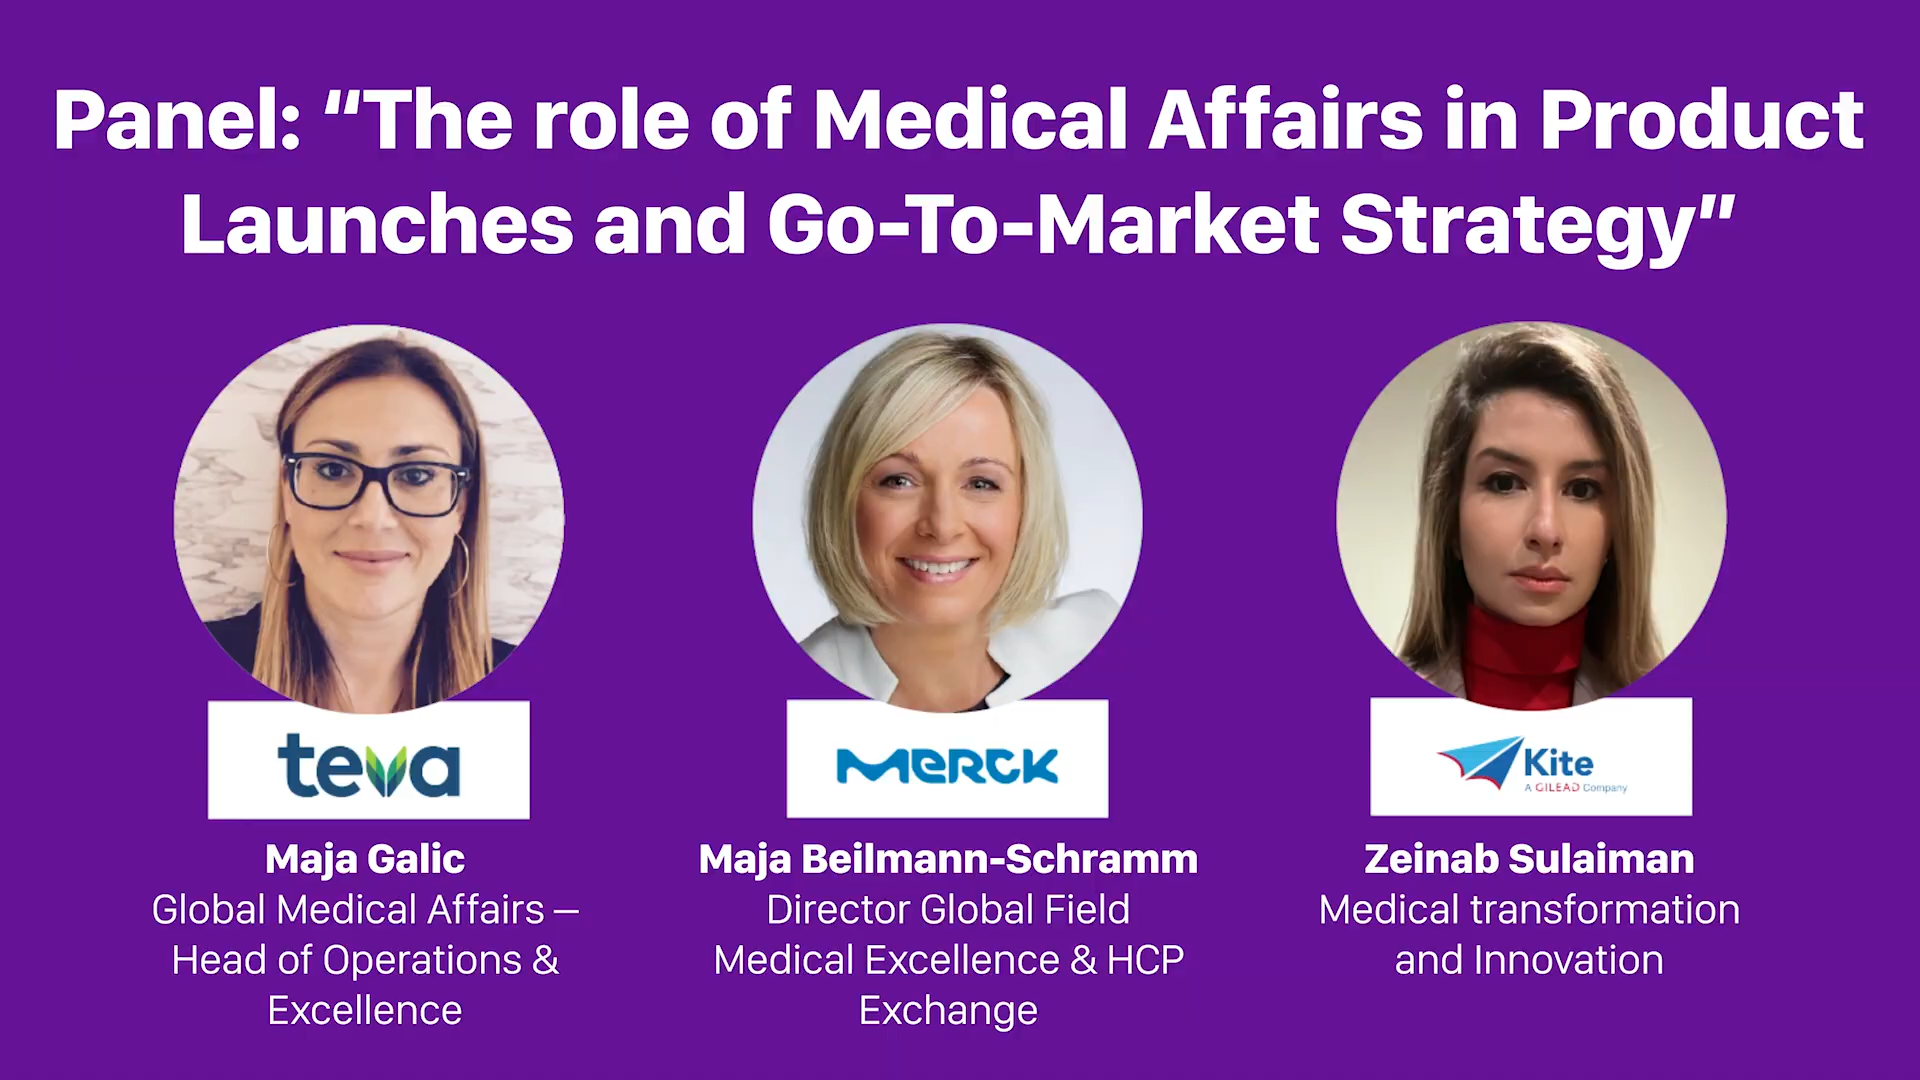 Panel: “The role of Medical Affairs in Product
Launches and Go-To-Market Strategy”
teva
MERCK
Kite
A GILEAD Company
Maja Galic
Global Medical Affairs –
Head of Operations &
Excellence
Maja Beilmann-Schramm
Director Global Field
Medical Excellence & HCP
Exchange
Zeinab Sulaiman
Medical transformation
and Innovation